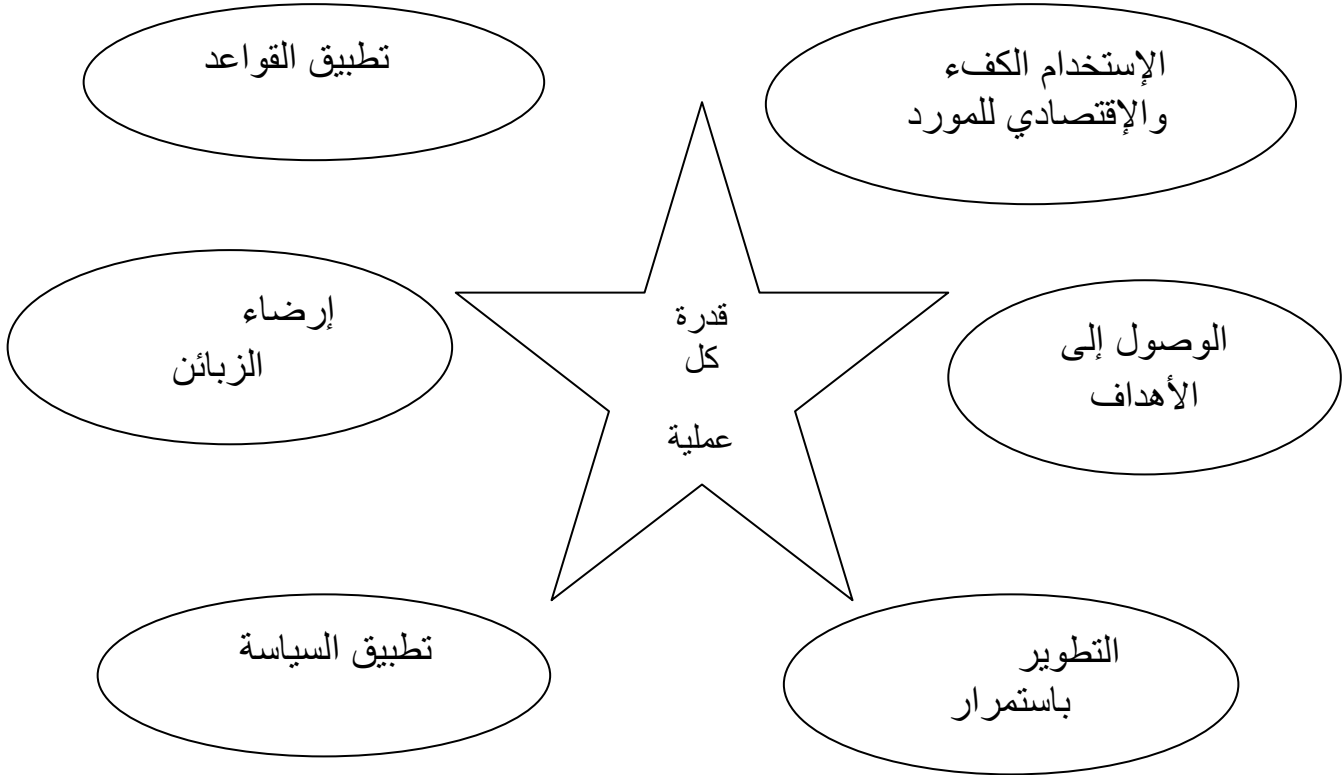 الإستخدام الكفء
والإقتصادي للمورد
تطبيق القواعد
الوصول إلى
الأهداف
قدرة
كل
عملية
إرضاء
الزبائن
التطوير
باستمرار
تطبيق السياسة